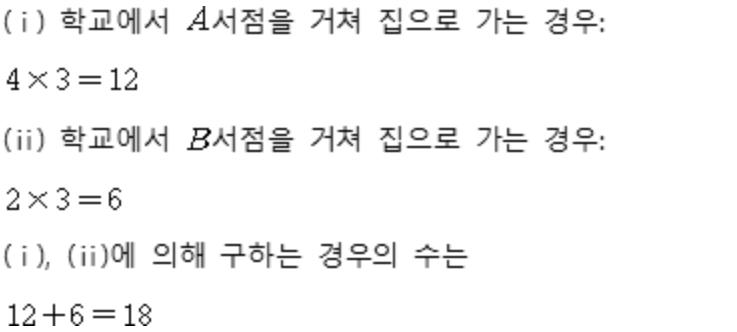 (ⅰ) 학교에서 A서점을 거쳐 집으로 가는 경우:
4×3=12
(ⅱ) 학교에서 B서점을 거쳐 집으로 가는 경우:
2×3=6
(ⅰ), (ⅱ)에 의해 구하는 경우의 수는
12+6=18